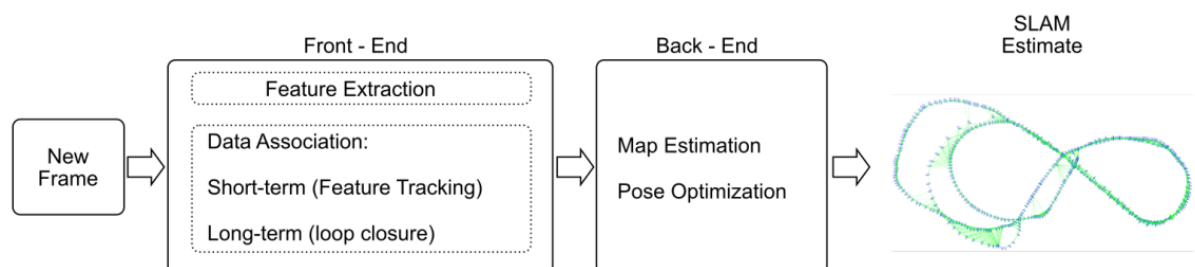 SLAM
Estimate
Front - End
Back - End
Feature Extraction
New
Frame
Data Association:
Short-term (Feature Tracking)
Long-term (loop closure)
Map Estimation
Pose Optimization